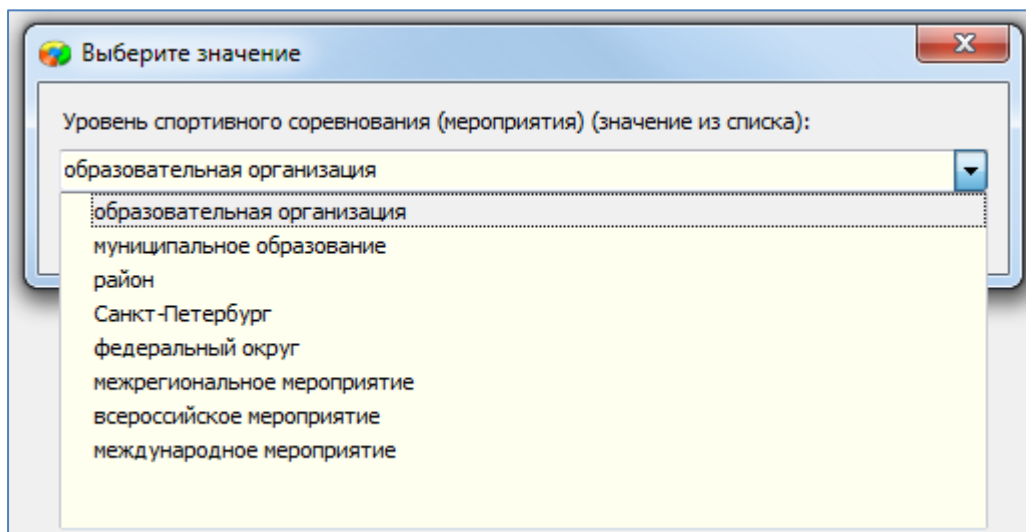 Выберите значение
Уровень спортивного соревнования (мероприятия) (значение из списка):
образовательная организация
образовательная организация
муниципальное образование
район
Санкт-Петербург
федеральный округ
межрегиональное мероприятие
всероссийское мероприятие
международное мероприятие